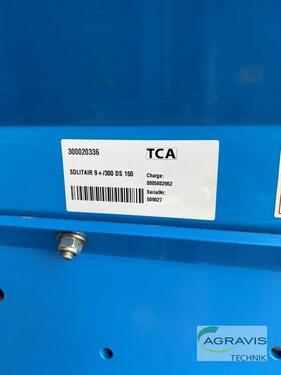 300020336 TCA
SOLITAIR 9+/300 DS 150
Charge:
0005802952
SerialNr:
509027
AGRAVIS
TECHNIK